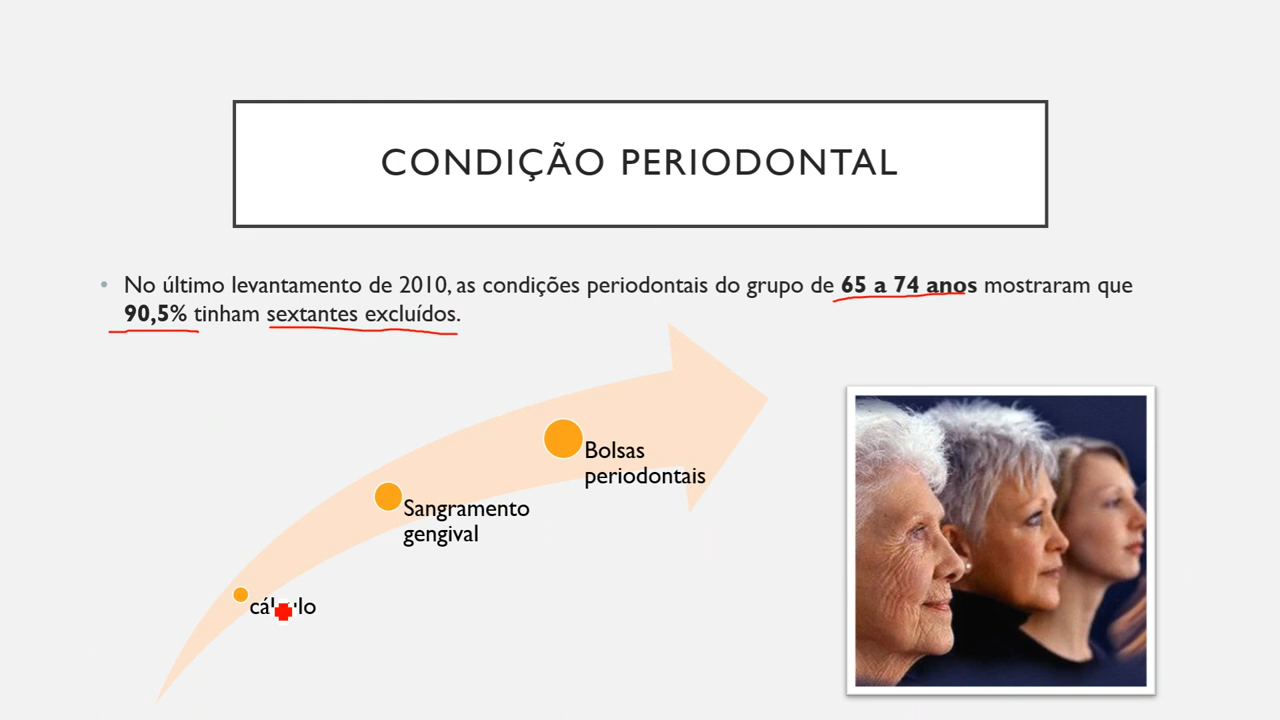 CONDIÇÃO PERIODONTAL
• No último levantamento de 2010, as condições periodontais do grupo de 65 a 74 anos mostraram que
90,5% tinham sextantes excluídos.
Bolsas
periodontais
Sangramento
gengival
cálculo